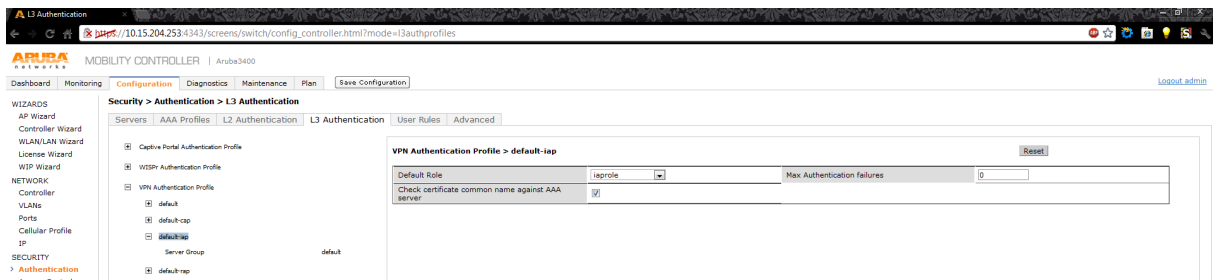 L3 Authentication
https://10.15.204.253:4343/screens/switch/config_controller.html?mode=l3authprofiles
ARUBA networks MOBILITY CONTROLLER | Aruba3400
Dashboard Monitoring Configuration Diagnostics Maintenance Plan Save Configuration Logout admin
WIZARDS
AP Wizard
Controller Wizard
WLAN/LAN Wizard
License Wizard
WIP Wizard
NETWORK
Controller
VLANs
Ports
Cellular Profile
IP
SECURITY
> Authentication
Security > Authentication > L3 Authentication
Servers AAA Profiles L2 Authentication L3 Authentication User Rules Advanced
Captive Portal Authentication Profile
WISPr Authentication Profile
VPN Authentication Profile
default
default-cap
default-iap
Server Group default
default-rap
VPN Authentication Profile > default-iap Reset
Default Role iaprole Max Authentication failures 0
Check certificate common name against AAA
server